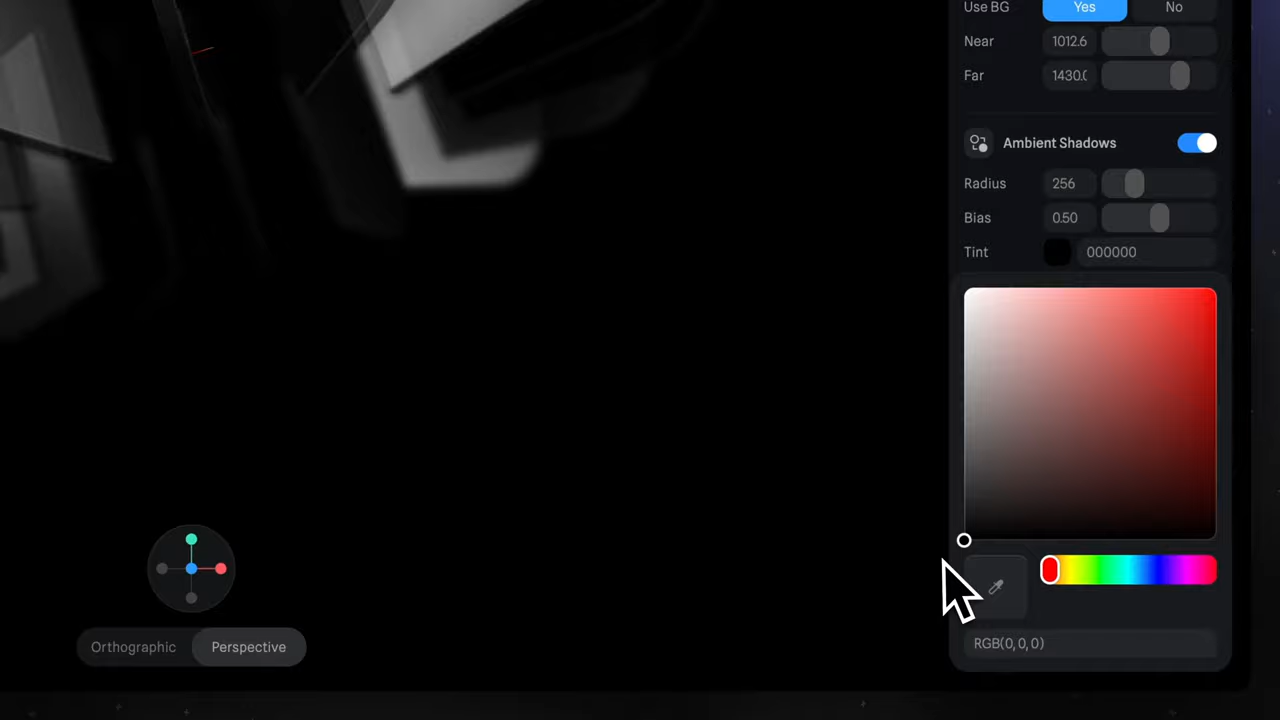 Use BG Yes No
Near 1012.6
Far 1430.0
Ambient Shadows
Radius 256
Bias 0.50
Tint 000000
RGB(0, 0, 0)
Orthographic Perspective